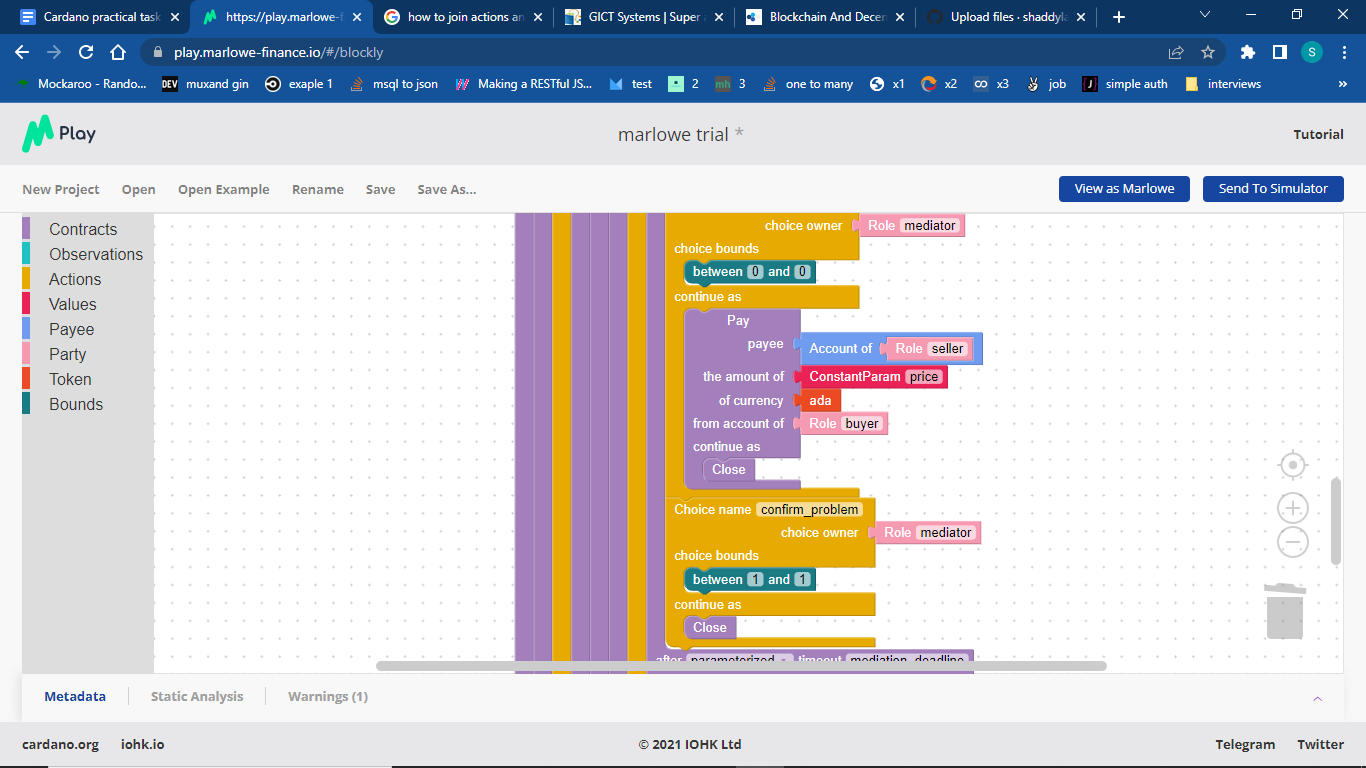 Cardano practical task
https://play.marlowe-f
how to join actions an
GICT Systems | Super
Blockchain And Decen
Upload files · shaddyla
play.marlowe-finance.io/#/blockly
S
Mockaroo - Rando...
DEV muxand gin
exaple 1
msql to json
Making a RESTful JS...
test
2
mh 3
one to many
x1
x2
x3
job
simple auth
interviews
»
Play
marlowe trial *
Tutorial
New Project
Open
Open Example
Rename
Save
Save As...
View as Marlowe
Send To Simulator
Contracts
Observations
Actions
Values
Payee
Party
Token
Bounds
choice owner Role mediator
choice bounds
between 0 and 0
continue as
Pay
payee Account of Role seller
the amount of ConstantParam price
of currency ada
from account of Role buyer
continue as
Close
Choice name confirm_problem
choice owner Role mediator
choice bounds
between 1 and 1
continue as
Close
after parameterized timeout mediation_deadline
Metadata
Static Analysis
Warnings (1)
cardano.org
iohk.io
© 2021 IOHK Ltd
Telegram
Twitter